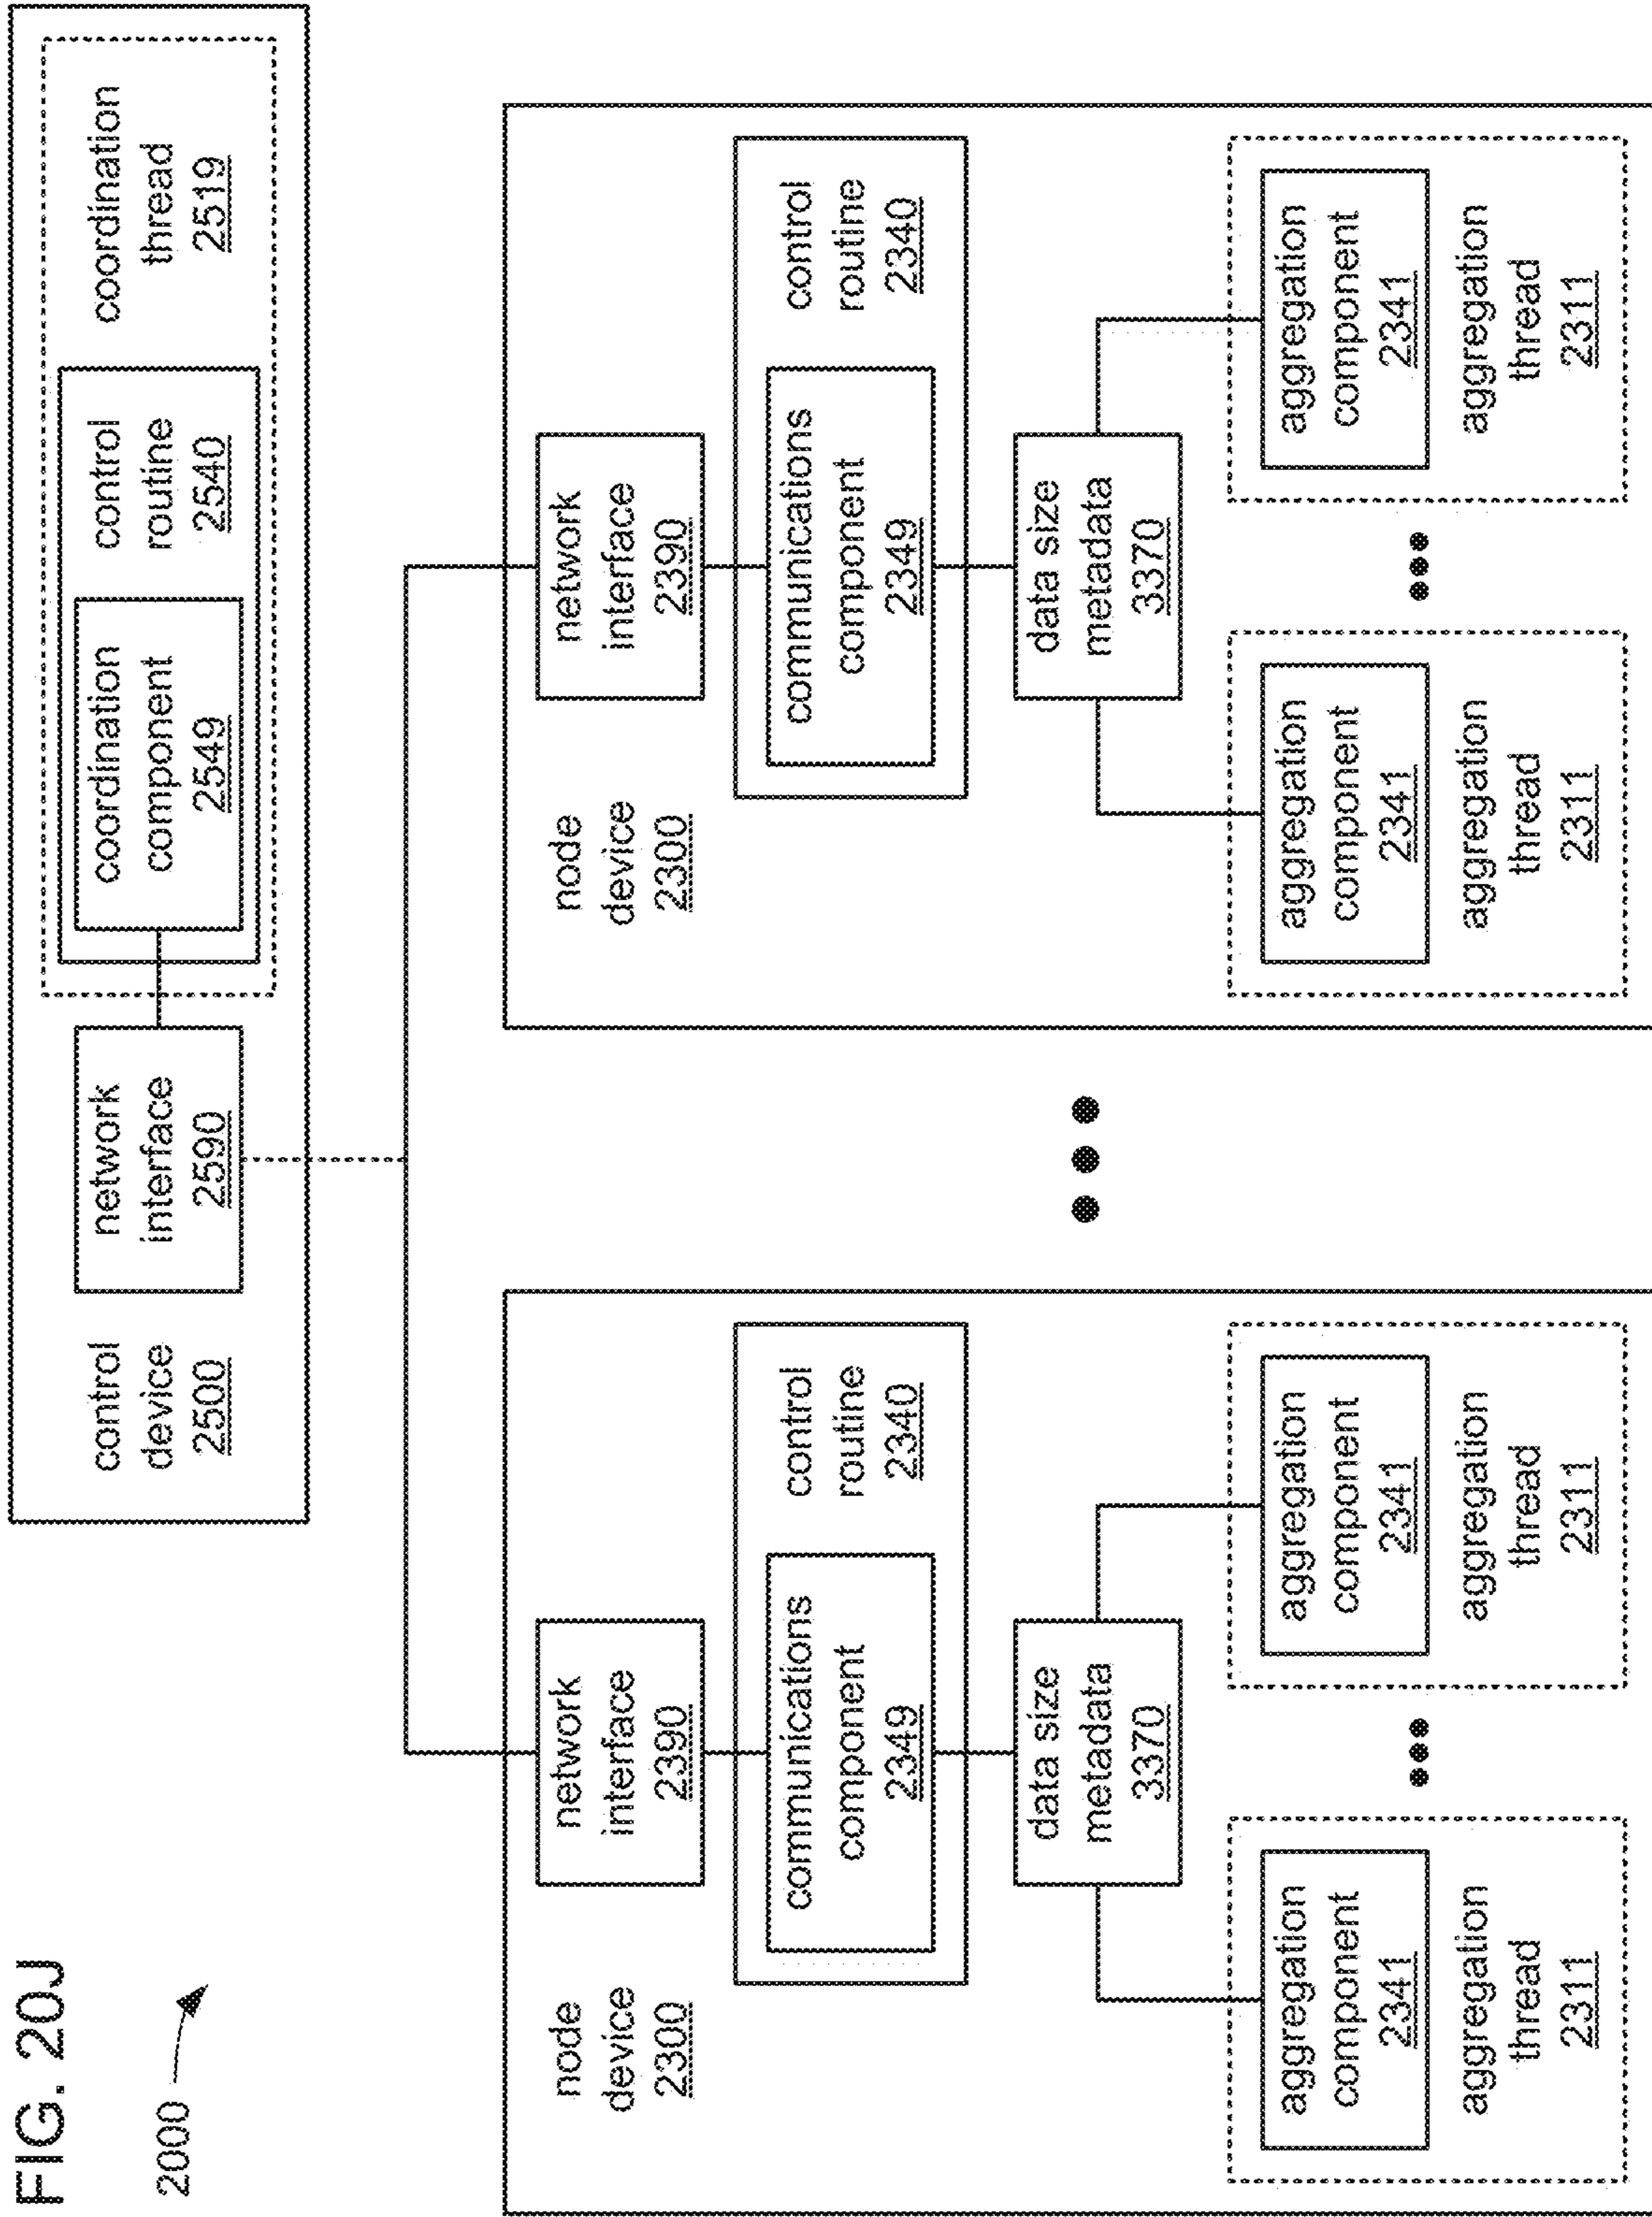 FIG. 20J
2000
control
device
2500
network
interface
2590
coordination
component
2549
control
routine
2540
coordination
thread
2519
node
device
2300
network
interface
2390
communications
component
2349
control
routine
2340
data size
metadata
3370
aggregation
component
2341
aggregation
thread
2311
aggregation
component
2341
aggregation
thread
2311
node
device
2300
network
interface
2390
communications
component
2349
control
routine
2340
data size
metadata
3370
aggregation
component
2341
aggregation
thread
2311
aggregation
component
2341
aggregation
thread
2311